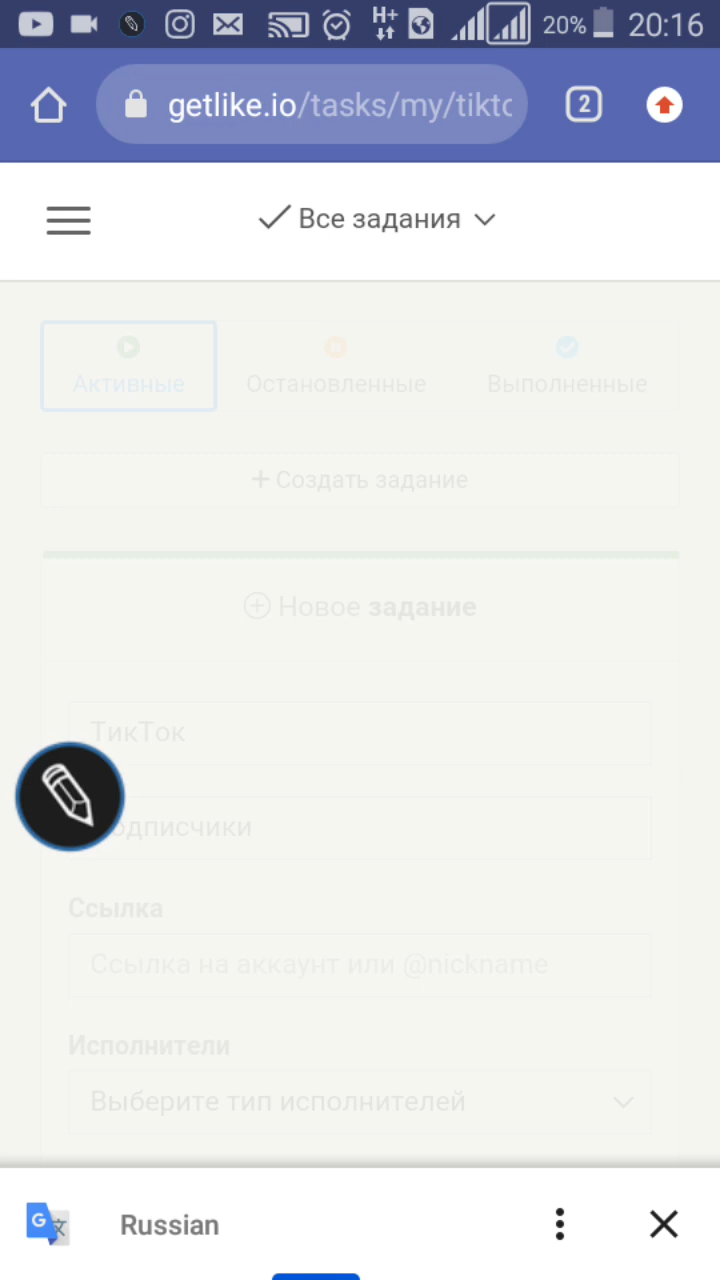 H+ 20% 20:16
getlike.io/tasks/my/tiktc 2
Все задания
Активные Остановленные Выполненные
+ Создать задание
Новое задание
ТикТок
одписчики
Ссылка
Ссылка на аккаунт или @nickname
Исполнители
Выберите тип исполнителей
G 文 Russian